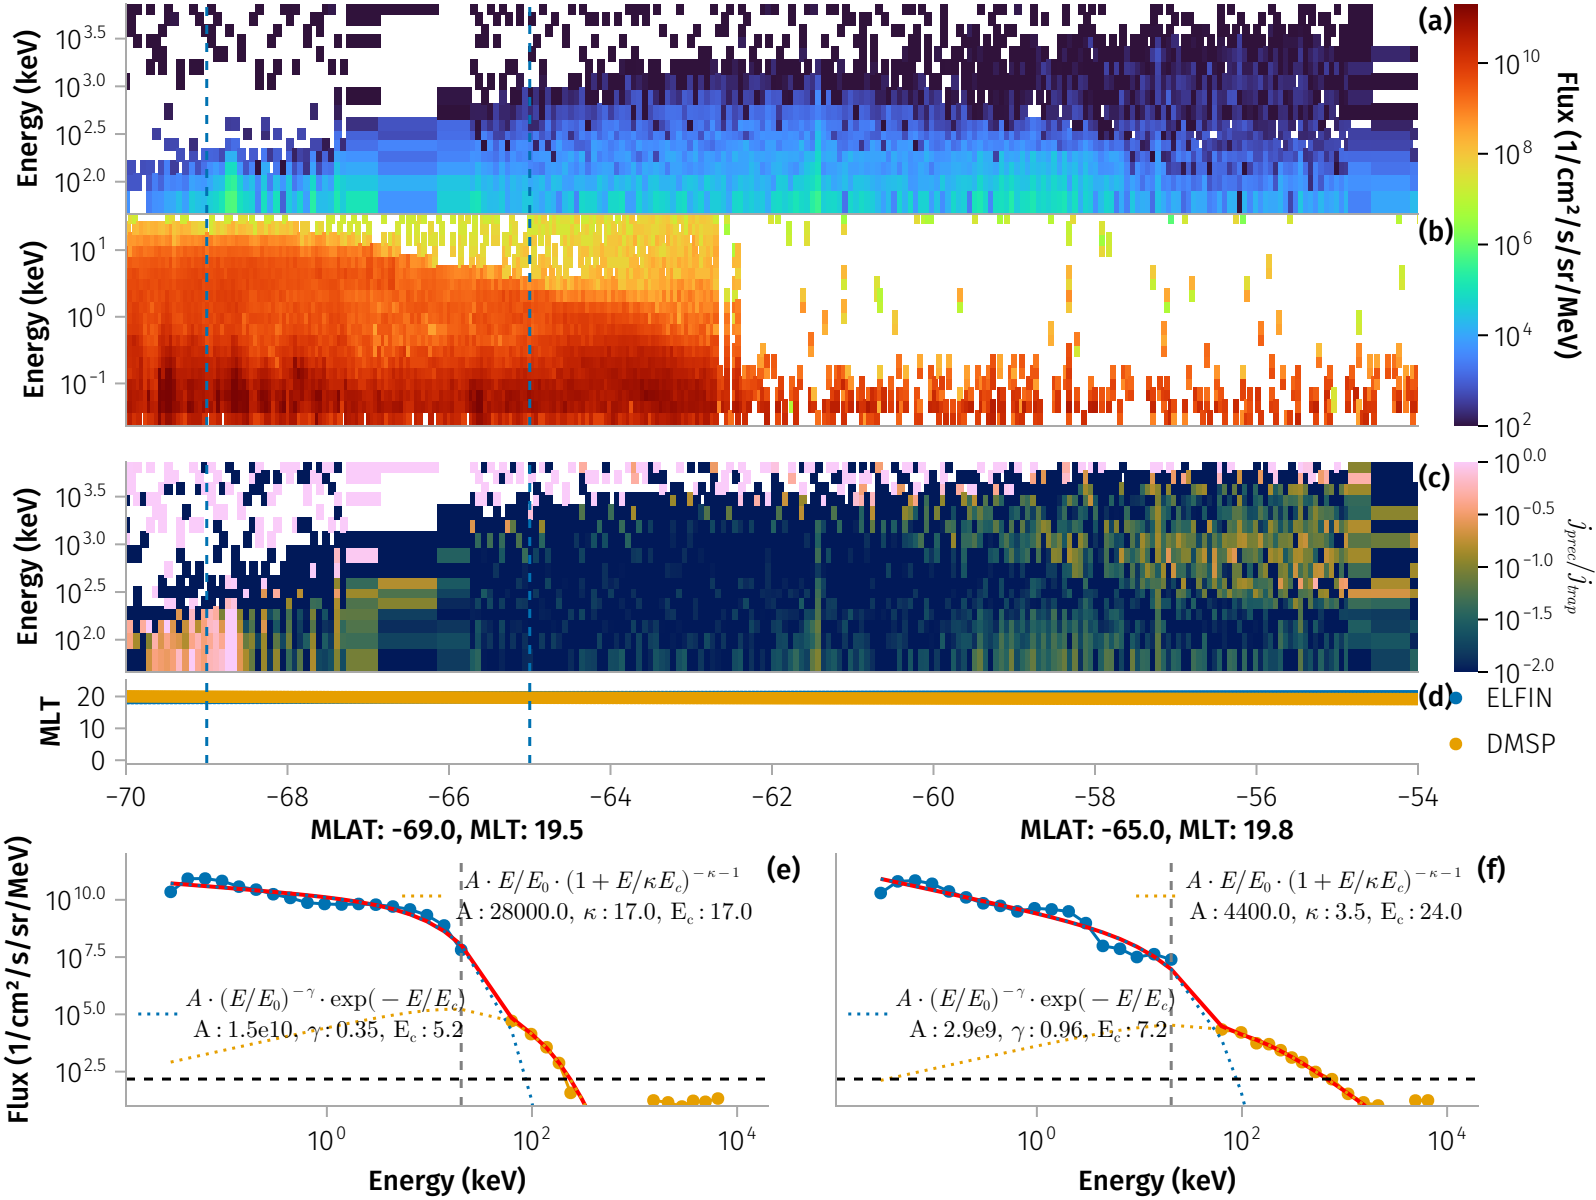 (a)
Energy (keV)
10^3.5
10^3.0
10^2.5
10^2.0
(b)
Energy (keV)
10^1
10^0
10^−1
Flux (1/cm²/s/sr/MeV)
10^10
10^8
10^6
10^4
10^2
(c)
Energy (keV)
10^3.5
10^3.0
10^2.5
10^2.0
j_prec/j_trap
10^0.0
10^−0.5
10^−1.0
10^−1.5
10^−2.0
(d)
MLT
20
10
0
ELFIN
DMSP
−70 −68 −66 −64 −62 −60 −58 −56 −54
MLAT: -69.0, MLT: 19.5
MLAT: -65.0, MLT: 19.8
(e)
Flux (1/cm²/s/sr/MeV)
10^10.0
10^7.5
10^5.0
10^2.5
A · E/E₀ · (1 + E/κE_c)^−κ−1
A : 28000.0, κ : 17.0, E_c : 17.0
A · (E/E₀)^−γ · exp( − E/E_c)
A : 1.5e10, γ : 0.35, E_c : 5.2
10^0 10^2 10^4
Energy (keV)
(f)
A · E/E₀ · (1 + E/κE_c)^−κ−1
A : 4400.0, κ : 3.5, E_c : 24.0
A · (E/E₀)^−γ · exp( − E/E_c)
A : 2.9e9, γ : 0.96, E_c : 7.2
10^0 10^2 10^4
Energy (keV)